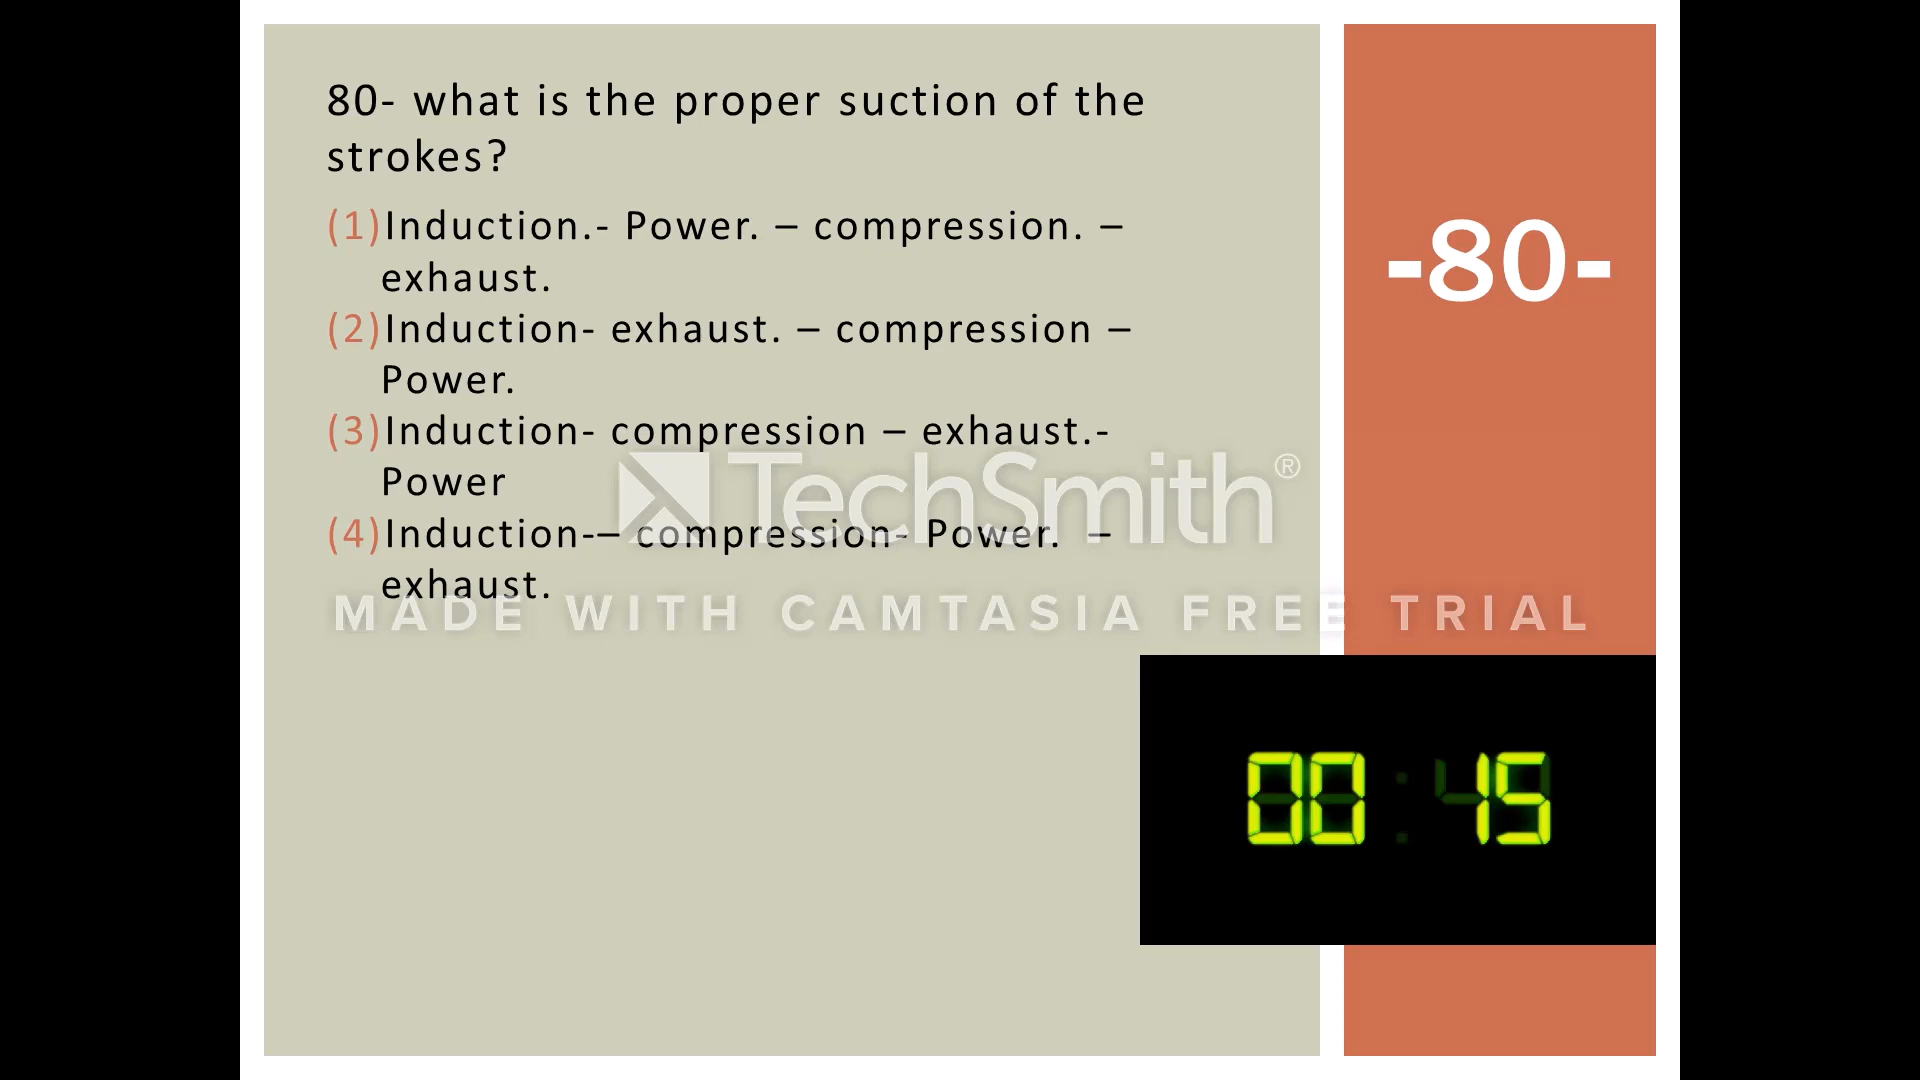 80- what is the proper suction of the
strokes?
(1)Induction.- Power. – compression. –
exhaust.
(2)Induction- exhaust. – compression –
Power.
(3)Induction- compression – exhaust.-
Power
(4)Induction-– compression- Power.  –
exhaust.
-80-
TechSmith®
MADE WITH CAMTASIA FREE TRIAL
00:15